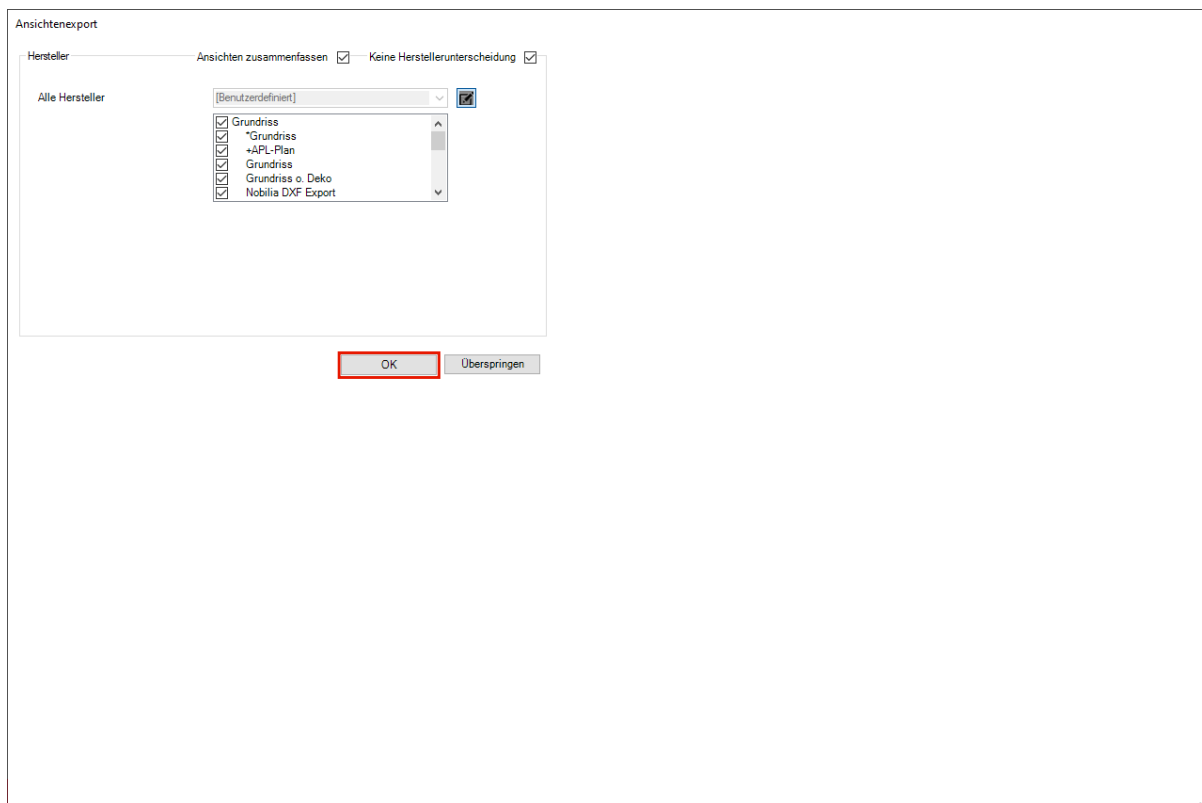 Ansichtenexport
Hersteller Ansichten zusammenfassen Keine Herstellerunterscheidung
Alle Hersteller [Benutzerdefiniert]
Grundriss
*Grundriss
+APL-Plan
Grundriss
Grundriss o. Deko
Nobilia DXF Export
OK Überspringen